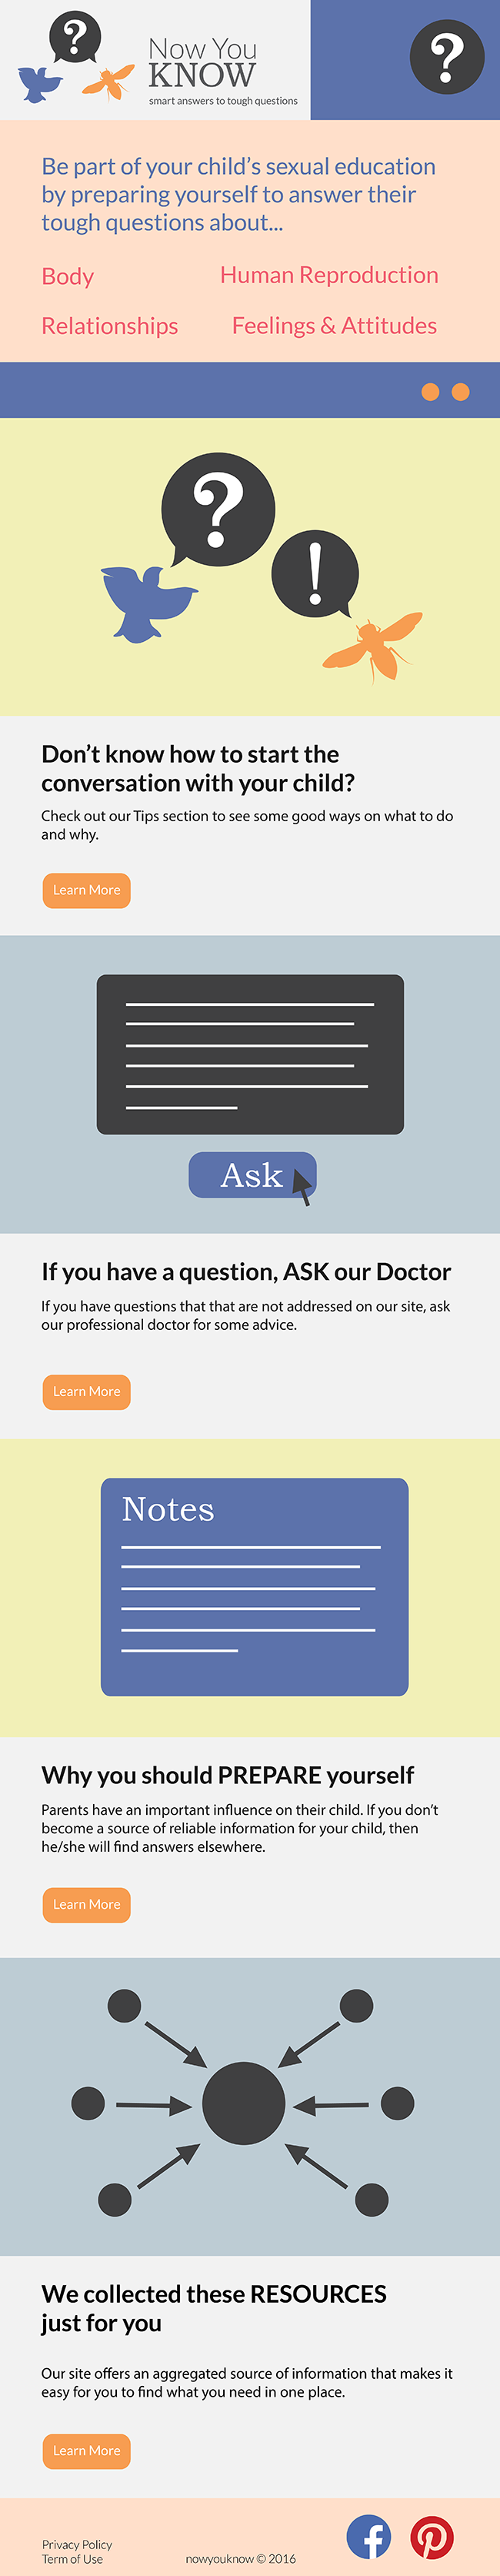 ?
Now You
KNOW
smart answers to tough questions
?
Be part of your child's sexual education
by preparing yourself to answer their
tough questions about...
Body
Human Reproduction
Relationships
Feelings & Attitudes
?
!
Don't know how to start the
conversation with your child?
Check out our Tips section to see some good ways on what to do
and why.
Learn More
Ask
If you have a question, ASK our Doctor
If you have questions that that are not addressed on our site, ask
our professional doctor for some advice.
Learn More
Notes
Why you should PREPARE yourself
Parents have an important influence on their child. If you don't
become a source of reliable information for your child, then
he/she will find answers elsewhere.
Learn More
We collected these RESOURCES
just for you
Our site offers an aggregated source of information that makes it
easy for you to find what you need in one place.
Learn More
Privacy Policy
Term of Use
nowyouknow © 2016